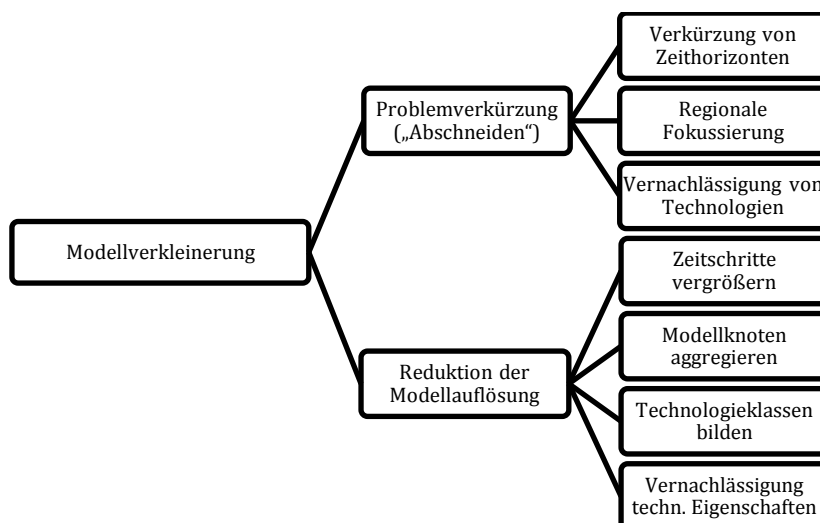 Verkürzung von
Zeithorizonten
Problemverkürzung
(„Abschneiden“)
Regionale
Fokussierung
Vernachlässigung von
Technologien
Modellverkleinerung
Zeitschritte
vergrößern
Modellknoten
aggregieren
Reduktion der
Modellauflösung
Technologieklassen
bilden
Vernachlässigung
techn. Eigenschaften